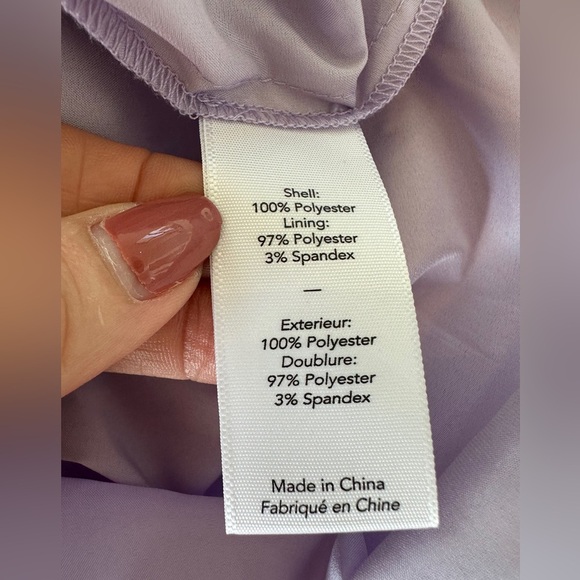 Shell:
100% Polyester
Lining:
97% Polyester
3% Spandex
—
Exterieur:
100% Polyester
Doublure:
97% Polyester
3% Spandex
Made in China
Fabriqué en Chine